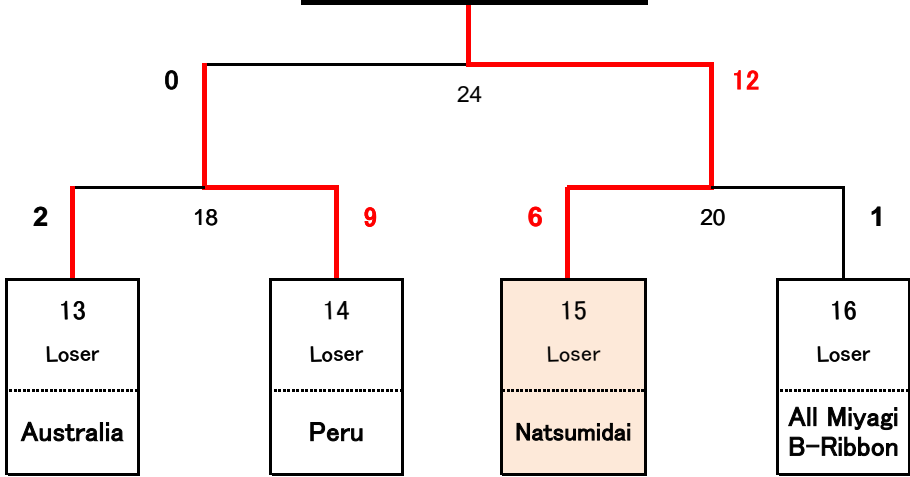 0
12
24
2
18
9
6
20
1
13
Loser
Australia
14
Loser
Peru
15
Loser
Natsumidai
16
Loser
All Miyagi
B-Ribbon